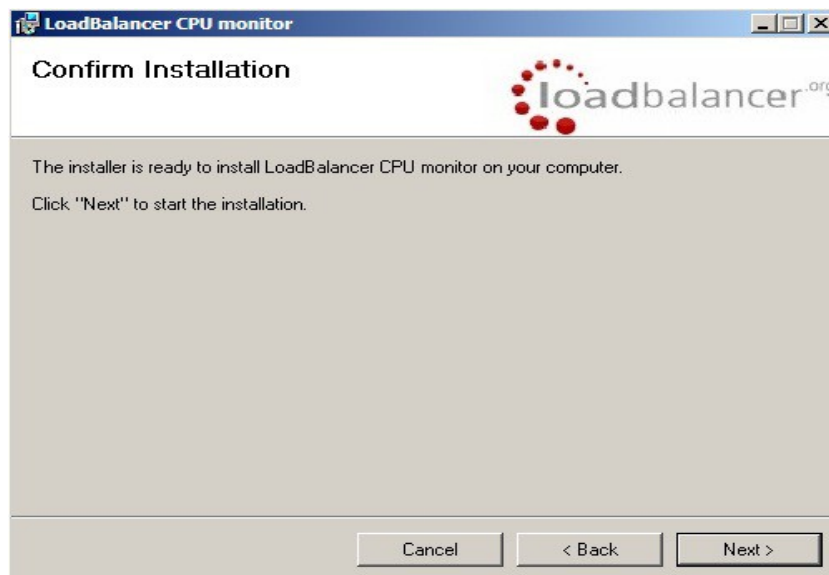 LoadBalancer CPU monitor
Confirm Installation
loadbalancer.org
The installer is ready to install LoadBalancer CPU monitor on your computer.
Click "Next" to start the installation.
Cancel
< Back
Next >